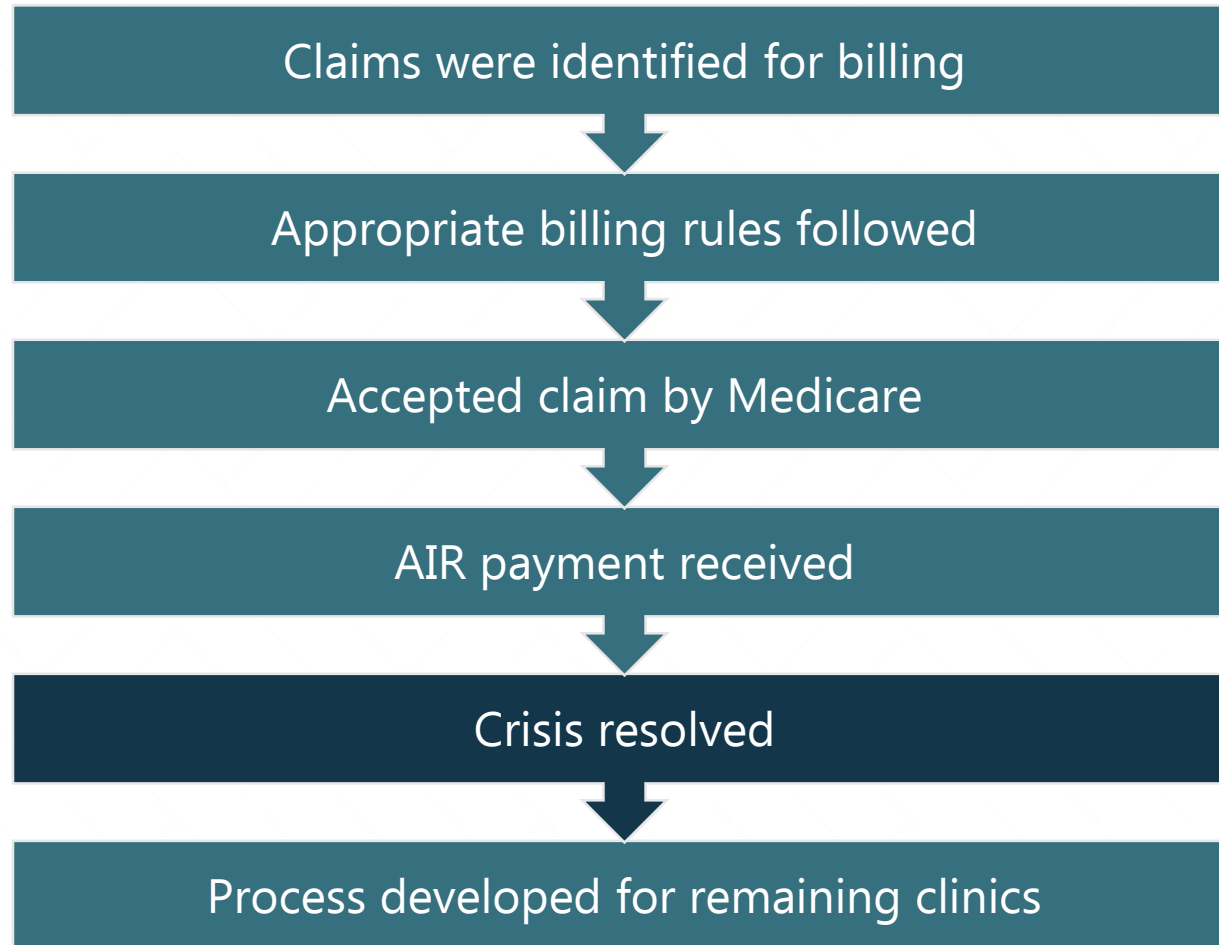 Claims were identified for billing
Appropriate billing rules followed
Accepted claim by Medicare
AIR payment received
Crisis resolved
Process developed for remaining clinics